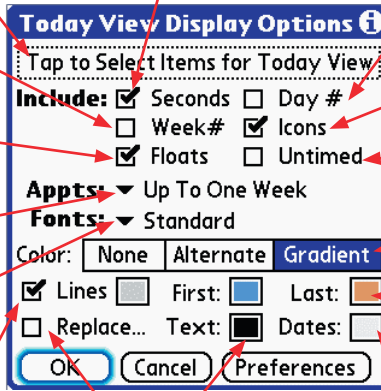 Today View Display Options i
Tap to Select Items for Today View
Include: Seconds Day #
Week# Icons
Floats Untimed
Appts: Up To One Week
Fonts: Standard
Color: None Alternate Gradient
Lines First: Last:
Replace... Text: Dates:
OK Cancel Preferences